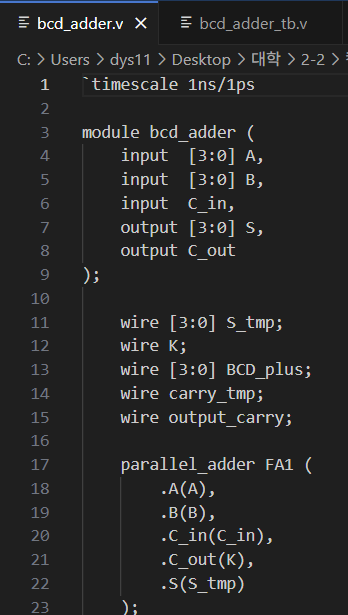 bcd_adder.v
bcd_adder_tb.v
C: > Users > dys11 > Desktop > 대학 > 2-2 >
1 `timescale 1ns/1ps
2
3 module bcd_adder (
4     input  [3:0] A,
5     input  [3:0] B,
6     input  C_in,
7     output [3:0] S,
8     output C_out
9 );
10
11     wire [3:0] S_tmp;
12     wire K;
13     wire [3:0] BCD_plus;
14     wire carry_tmp;
15     wire output_carry;
16
17     parallel_adder FA1 (
18         .A(A),
19         .B(B),
20         .C_in(C_in),
21         .C_out(K),
22         .S(S_tmp)
23     );